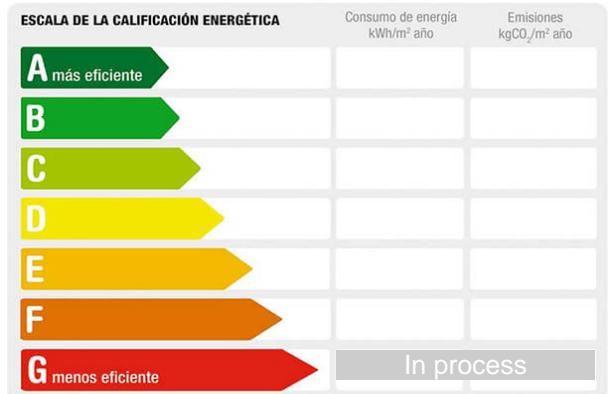 ESCALA DE LA CALIFICACIÓN ENERGÉTICA
Consumo de energía
kWh/m² año
Emisiones
kgCO₂/m² año
A más eficiente
B
C
D
E
F
G menos eficiente
In process